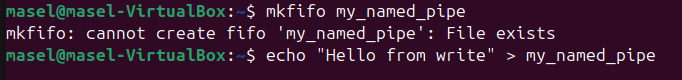 masel@masel-VirtualBox:~$ mkfifo my_named_pipe
mkfifo: cannot create fifo 'my_named_pipe': File exists
masel@masel-VirtualBox:~$ echo "Hello from write" > my_named_pipe